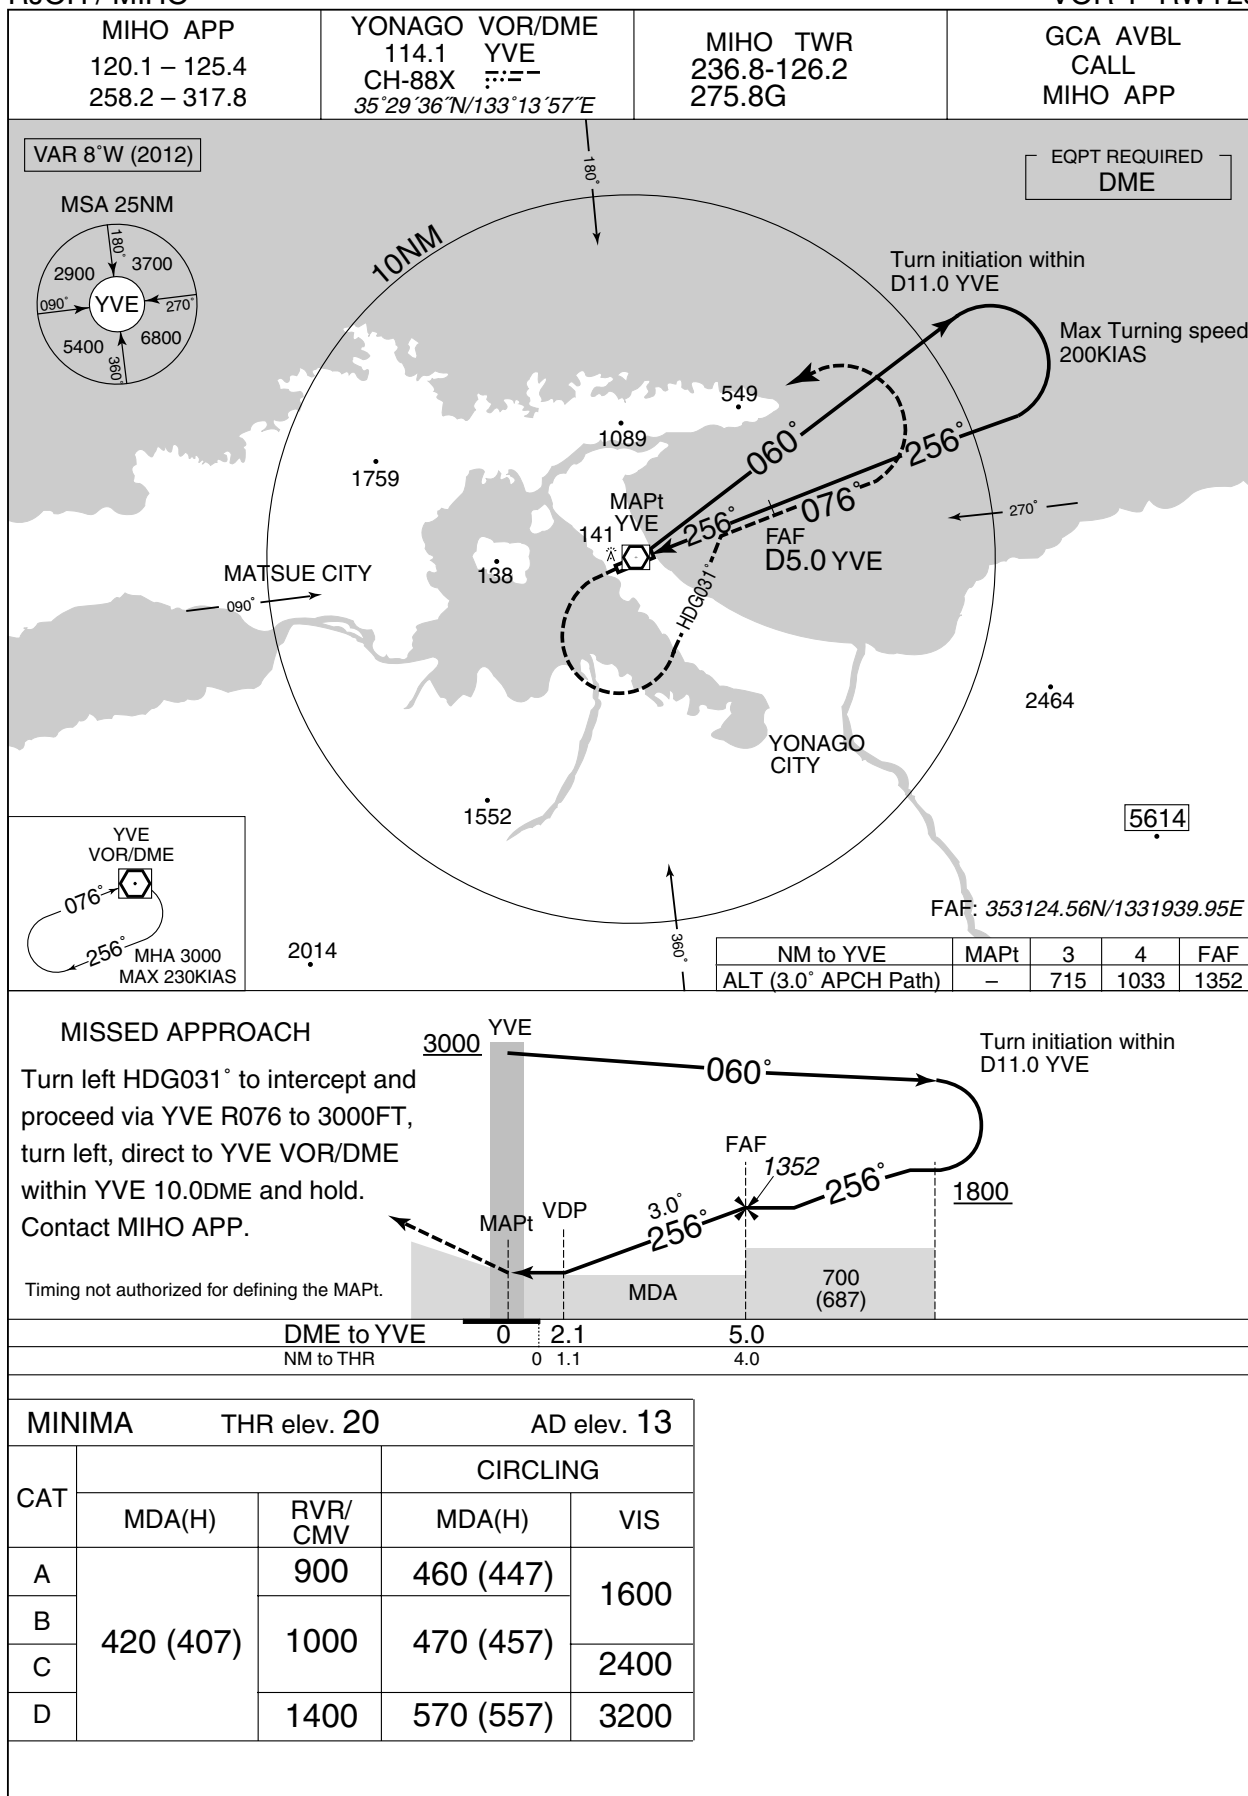 MIHO APP
120.1 – 125.4
258.2 – 317.8
YONAGO VOR/DME
114.1 YVE
CH-88X
35°29´36˝N/133°13´57˝E
MIHO TWR
236.8-126.2
275.8G
GCA AVBL
CALL
MIHO APP
VAR 8°W (2012)
EQPT REQUIRED
DME
MSA 25NM
180°
2900
3700
090°
YVE
270°
5400
6800
360°
180°
10NM
Turn initiation within
D11.0 YVE
Max Turning speed
200KIAS
549
1089
060°
256°
1759
MAPt
YVE
256°
076°
270°
141
FAF
D5.0 YVE
138
MATSUE CITY
090°
HDG031°
2464
YONAGO
CITY
1552
5614
YVE
VOR/DME
076°
256°
MHA 3000
MAX 230KIAS
2014
360°
FAF: 353124.56N/1331939.95E
NM to YVE MAPt 3 4 FAF
ALT (3.0° APCH Path) – 715 1033 1352
MISSED APPROACH
Turn left HDG031° to intercept and
proceed via YVE R076 to 3000FT,
turn left, direct to YVE VOR/DME
within YVE 10.0DME and hold.
Contact MIHO APP.
Timing not authorized for defining the MAPt.
YVE
3000
060°
Turn initiation within
D11.0 YVE
FAF
1352
256°
1800
3.0°
256°
VDP
MAPt
MDA
700
(687)
DME to YVE 0 2.1 5.0
NM to THR 0 1.1 4.0
MINIMA THR elev. 20 AD elev. 13
CAT
CIRCLING
MDA(H)
RVR/
CMV
MDA(H)
VIS
A 900 460 (447) 1600
B 420 (407) 1000 470 (457)
C 2400
D 1400 570 (557) 3200